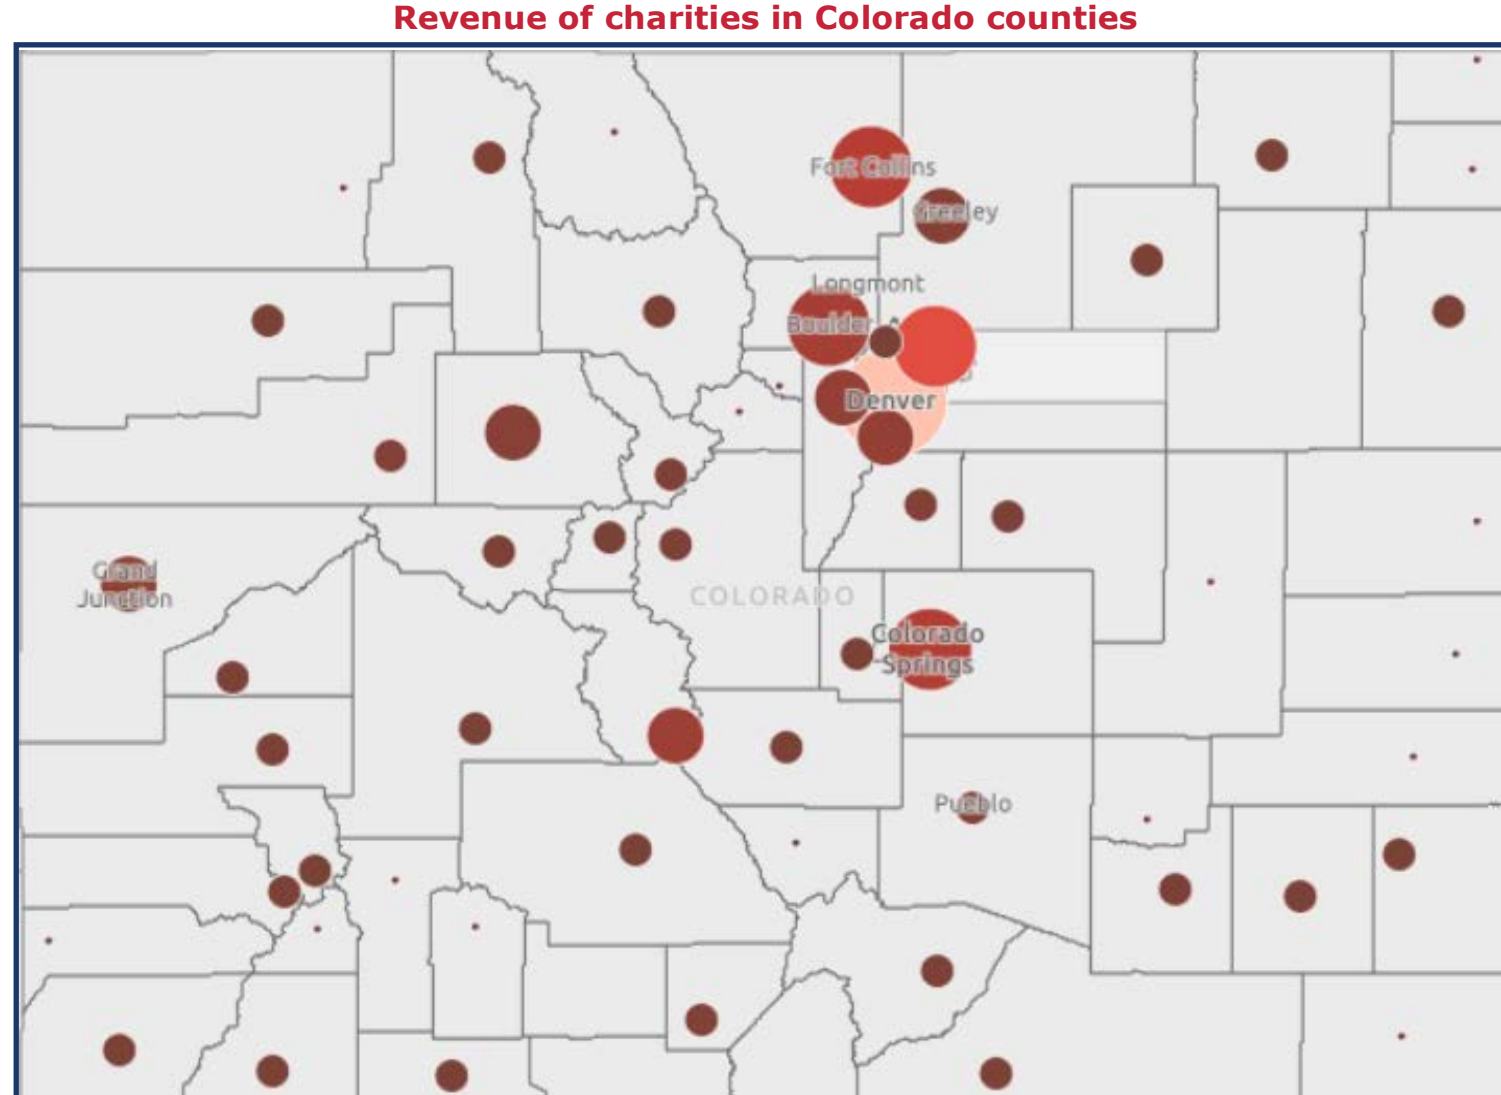 Revenue of charities in Colorado counties
Fort Collins
Greeley
Longmont
Boulder
Denver
Grand
Junction
COLORADO
Colorado
Springs
Pueblo